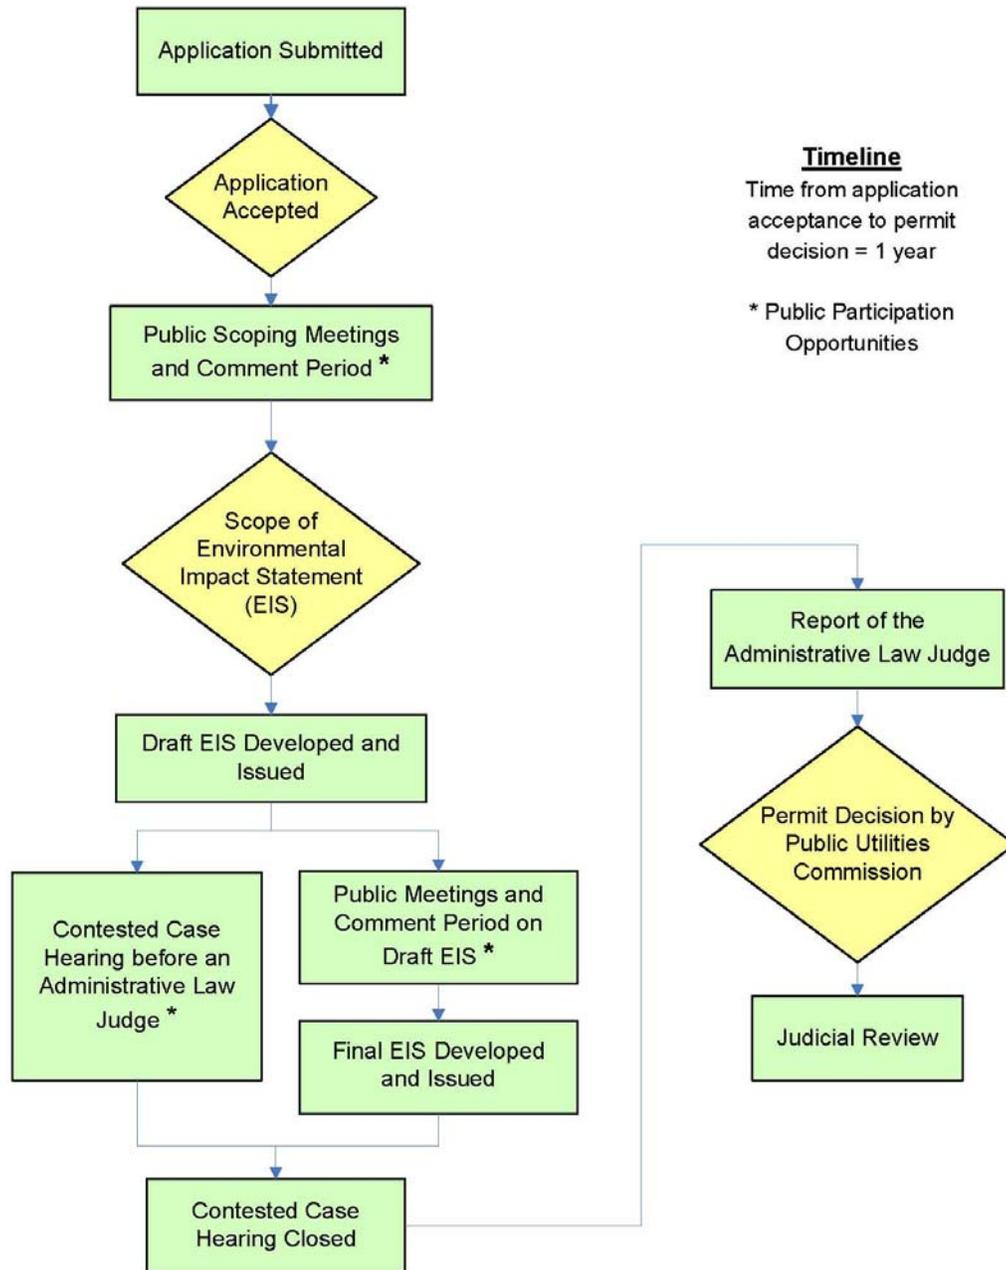 Application Submitted
Application
Accepted
Timeline
Time from application
acceptance to permit
decision = 1 year
* Public Participation
Opportunities
Public Scoping Meetings
and Comment Period *
Scope of
Environmental
Impact Statement
(EIS)
Draft EIS Developed and
Issued
Contested Case
Hearing before an
Administrative Law
Judge *
Public Meetings and
Comment Period on
Draft EIS *
Final EIS Developed
and Issued
Contested Case
Hearing Closed
Report of the
Administrative Law Judge
Permit Decision by
Public Utilities
Commission
Judicial Review